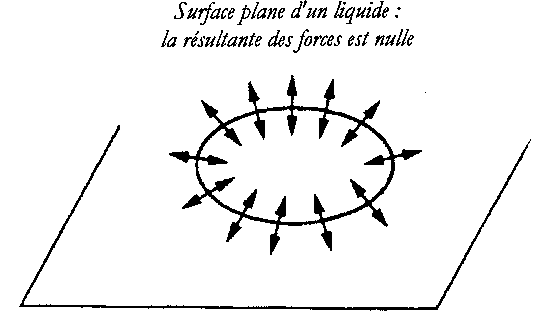 Surface plane d'un liquide :
la résultante des forces est nulle